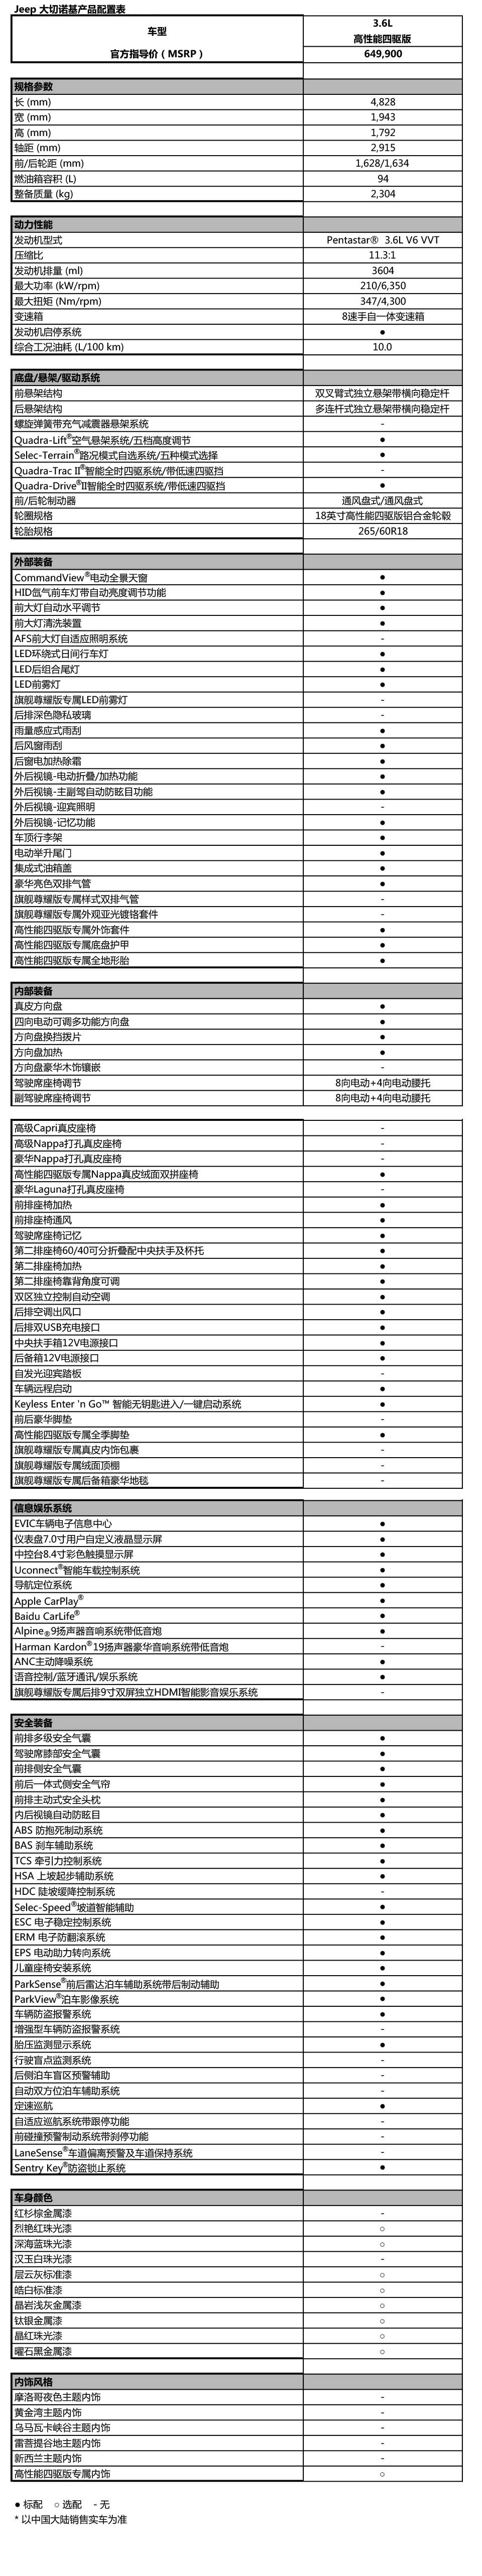 Jeep 大切诺基产品配置表
车型 3.6L 高性能四驱版
官方指导价（MSRP） 649,900
规格参数
长 (mm) 4,828
宽 (mm) 1,943
高 (mm) 1,792
轴距 (mm) 2,915
前/后轮距 (mm) 1,628/1,634
燃油箱容积 (L) 94
整备质量 (kg) 2,304
动力性能
发动机型式 Pentastar® 3.6L V6 VVT
压缩比 11.3:1
发动机排量 (ml) 3604
最大功率 (kW/rpm) 210/6,350
最大扭矩 (Nm/rpm) 347/4,300
变速箱 8速手自一体变速箱
发动机启停系统 ●
综合工况油耗 (L/100 km) 10.0
底盘/悬架/驱动系统
前悬架结构 双叉臂式独立悬架带横向稳定杆
后悬架结构 多连杆式独立悬架带横向稳定杆
螺旋弹簧带充气减震器悬架系统 -
Quadra-Lift®空气悬架系统/五档高度调节 ●
Selec-Terrain®路况模式自选系统/五种模式选择 ●
Quadra-Trac II®智能全时四驱系统/带低速四驱挡 -
Quadra-Drive®II智能全时四驱系统/带低速四驱挡 ●
前/后轮制动器 通风盘式/通风盘式
轮圈规格 18英寸高性能四驱版铝合金轮毂
轮胎规格 265/60R18
外部装备
CommandView®电动全景天窗 ●
HID氙气前车灯带自动亮度调节功能 ●
前大灯自动水平调节 ●
前大灯清洗装置 ●
AFS前大灯自适应照明系统 -
LED环绕式日间行车灯 ●
LED后组合尾灯 ●
LED前雾灯 ●
旗舰尊耀版专属LED前雾灯 -
后排深色隐私玻璃 -
雨量感应式雨刮 ●
后风窗雨刮 ●
后窗电加热除霜 ●
外后视镜-电动折叠/加热功能 ●
外后视镜-主副驾自动防眩目功能 ●
外后视镜-迎宾照明 -
外后视镜-记忆功能 ●
车顶行李架 ●
电动举升尾门 ●
集成式油箱盖 ●
豪华亮色双排气管 ●
旗舰尊耀版专属样式双排气管 -
旗舰尊耀版专属外观亚光镀铬套件 -
高性能四驱版专属外饰套件 ●
高性能四驱版专属底盘护甲 ●
高性能四驱版专属全地形胎 ●
内部装备
真皮方向盘 ●
四向电动可调多功能方向盘 ●
方向盘换挡拨片 ●
方向盘加热 ●
方向盘豪华木饰镶嵌 -
驾驶席座椅调节 8向电动+4向电动腰托
副驾驶席座椅调节 8向电动+4向电动腰托
高级Capri真皮座椅 -
高级Nappa打孔真皮座椅 -
豪华Nappa打孔真皮座椅 -
高性能四驱版专属Nappa真皮绒面双拼座椅 ●
豪华Laguna打孔真皮座椅 -
前排座椅加热 ●
前排座椅通风 ●
驾驶席座椅记忆 ●
第二排座椅60/40可分折叠配中央扶手及杯托 ●
第二排座椅加热 ●
第二排座椅靠背角度可调 ●
双区独立控制自动空调 ●
后排空调出风口 ●
后排双USB充电接口 ●
中央扶手箱12V电源接口 ●
后备箱12V电源接口 ●
自发光迎宾踏板 -
车辆远程启动 ●
Keyless Enter 'n Go™ 智能无钥匙进入/一键启动系统 ●
前后豪华脚垫 -
高性能四驱版专属全季脚垫 ●
旗舰尊耀版专属真皮内饰包裹 -
旗舰尊耀版专属绒面顶棚 -
旗舰尊耀版专属后备箱豪华地毯 -
信息娱乐系统
EVIC车辆电子信息中心 ●
仪表盘7.0寸用户自定义液晶显示屏 ●
中控台8.4寸彩色触摸显示屏 ●
Uconnect®智能车载控制系统 ●
导航定位系统 ●
Apple CarPlay® ●
Baidu CarLife® ●
Alpine®9扬声器音响系统带低音炮 ●
Harman Kardon®19扬声器豪华音响系统带低音炮 -
ANC主动降噪系统 ●
语音控制/蓝牙通讯/娱乐系统 ●
旗舰尊耀版专属后排9寸双屏独立HDMI智能影音娱乐系统 -
安全装备
前排多级安全气囊 ●
驾驶席膝部安全气囊 ●
前排侧安全气囊 ●
前后一体式侧安全气帘 ●
前排主动式安全头枕 ●
内后视镜自动防眩目 ●
ABS 防抱死制动系统 ●
BAS 刹车辅助系统 ●
TCS 牵引力控制系统 ●
HSA 上坡起步辅助系统 ●
HDC 陡坡缓降控制系统 -
Selec-Speed®坡道智能辅助 ●
ESC 电子稳定控制系统 ●
ERM 电子防翻滚系统 ●
EPS 电动助力转向系统 ●
儿童座椅安装系统 ●
ParkSense®前后雷达泊车辅助系统带后制动辅助 ●
ParkView®泊车影像系统 ●
车辆防盗报警系统 ●
增强型车辆防盗报警系统 -
胎压监测显示系统 ●
行驶盲点监测系统 -
后侧泊车盲区预警辅助 -
自动双方位泊车辅助系统 -
定速巡航 ●
自适应巡航系统带跟停功能 -
前碰撞预警制动系统带刹停功能 -
LaneSense®车道偏离预警及车道保持系统 -
Sentry Key®防盗锁止系统 ●
车身颜色
红杉棕金属漆 -
烈艳红珠光漆 ○
深海蓝珠光漆 ○
汉玉白珠光漆 -
层云灰标准漆 ○
皓白标准漆 ○
晶岩浅灰金属漆 ○
钛银金属漆 ○
晶红珠光漆 ○
曜石黑金属漆 ○
内饰风格
摩洛哥夜色主题内饰 -
黄金湾主题内饰 -
乌马瓦卡峡谷主题内饰 -
雷菩提谷地主题内饰 -
新西兰主题内饰 -
高性能四驱版专属内饰 ○
● 标配 ○ 选配 - 无
* 以中国大陆销售实车为准